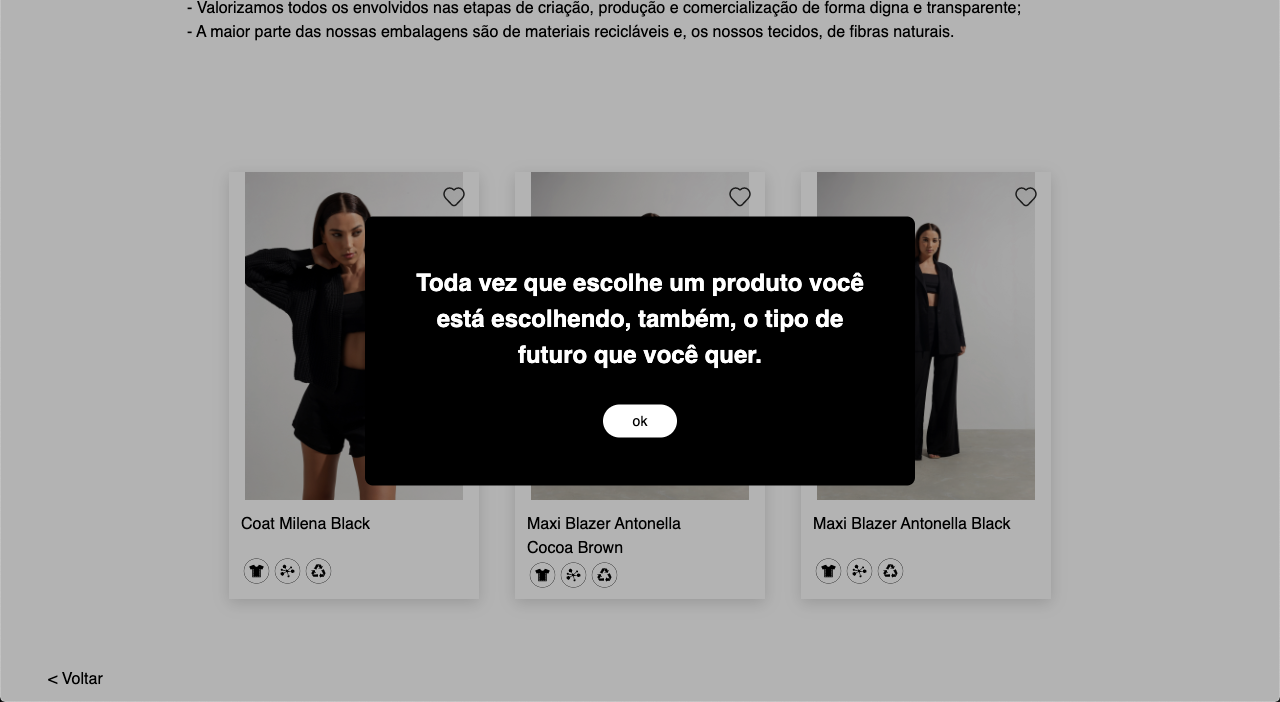 - Valorizamos todos os envolvidos nas etapas de criação, produção e comercialização de forma digna e transparente;
- A maior parte das nossas embalagens são de materiais recicláveis e, os nossos tecidos, de fibras naturais.
Toda vez que escolhe um produto você
está escolhendo, também, o tipo de
futuro que você quer.
ok
Coat Milena Black
Maxi Blazer Antonella
Cocoa Brown
Maxi Blazer Antonella Black
< Voltar